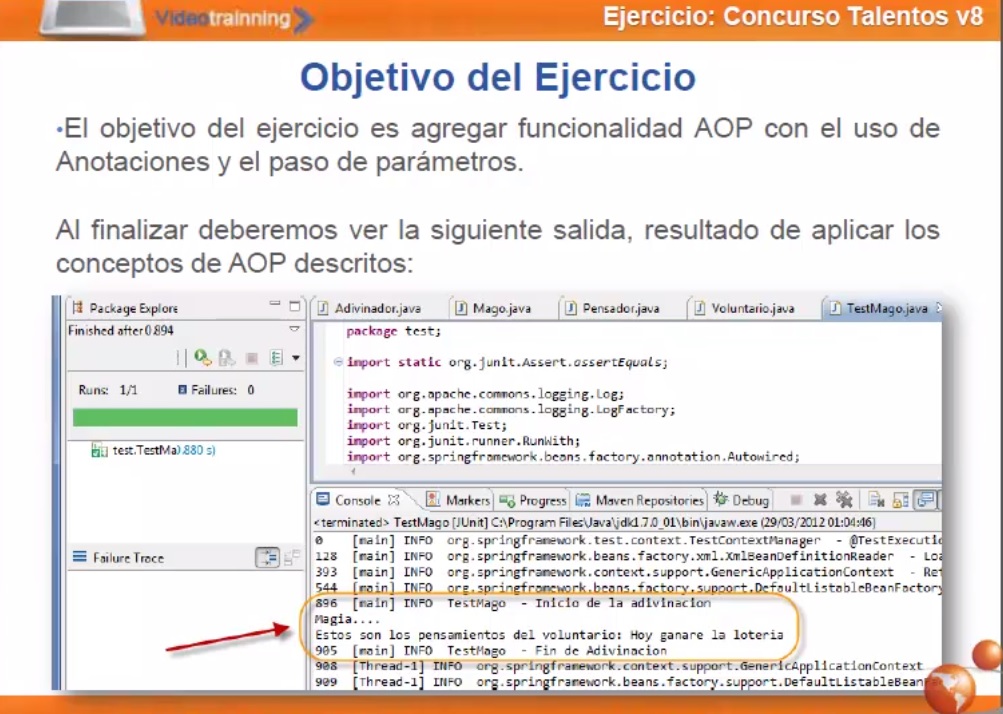 Videotrainning
Ejercicio: Concurso Talentos v8
Objetivo del Ejercicio
•El objetivo del ejercicio es agregar funcionalidad AOP con el uso de
Anotaciones y el paso de parámetros.
Al finalizar deberemos ver la siguiente salida, resultado de aplicar los
conceptos de AOP descritos:
Package Explore
Finished after 0.894
Runs: 1/1 Failures: 0
test.TestMa).880 s)
Failure Trace
Adivinador.java Mago.java Pensador.java Voluntario.java TestMago.java
package test;
import static org.junit.Assert.assertEquals;
import org.apache.commons.logging.Log;
import org.apache.commons.logging.LogFactory;
import org.junit.Test;
import org.junit.runner.RunWith;
import org.springframework.beans.factory.annotation.Autowired;
Console Markers Progress Maven Repositories Debug
<terminated> TestMago [JUnit] C:\Program Files\Java\jdk1.7.0_01\bin\javaw.exe (29/03/2012 01:04:46)
0 [main] INFO org.springframework.test.context.TestContextManager - @TestExecutio
128 [main] INFO org.springframework.beans.factory.xml.XmlBeanDefinitionReader - Loa
393 [main] INFO org.springframework.context.support.GenericApplicationContext - Ref
544 [main] INFO org.springframework.beans.factory.support.DefaultListableBeanFactory
896 [main] INFO TestMago - Inicio de la adivinacion
Magia....
Estos son los pensamientos del voluntario: Hoy ganare la loteria
905 [main] INFO TestMago - Fin de Adivinacion
908 [Thread-1] INFO org.springframework.context.support.GenericApplicationContext
909 [Thread-1] INFO org.springframework.beans.factory.support.DefaultListableBean